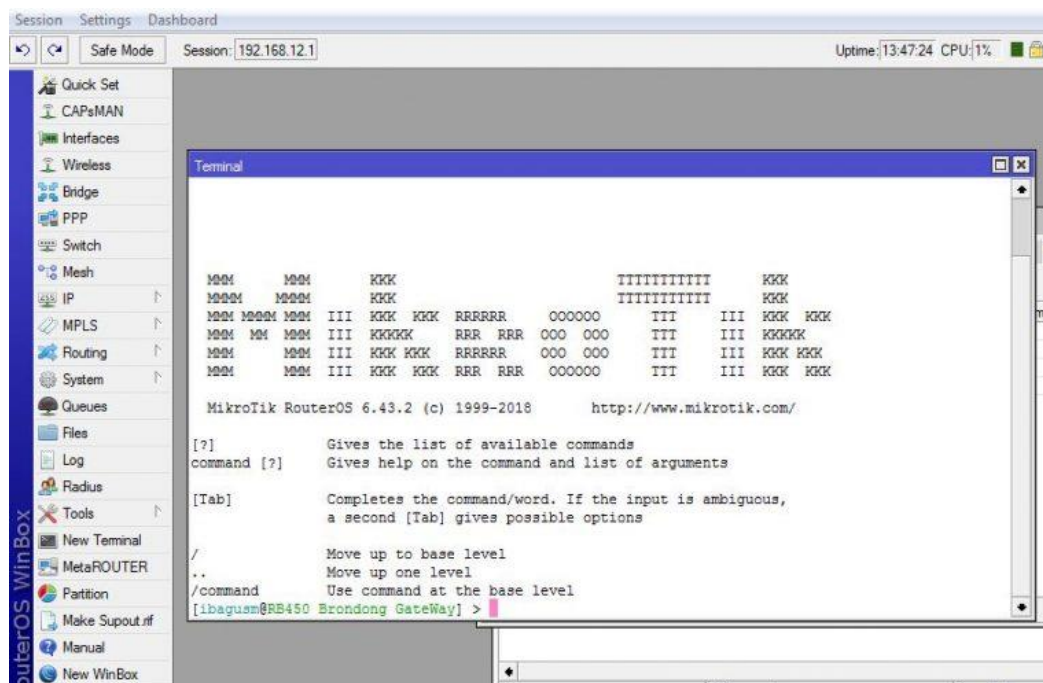 Session Settings Dashboard
Safe Mode Session: 192.168.12.1 Uptime: 13:47:24 CPU: 1%
Quick Set
CAPsMAN
Interfaces
Wireless
Bridge
PPP
Switch
Mesh
IP
MPLS
Routing
System
Queues
Files
Log
Radius
Tools
New Terminal
MetaROUTER
Partition
Make Supout.rif
Manual
New WinBox
uterOS WinBox
Terminal
MMM      MMM       KKK                          TTTTTTTTTTT      KKK
MMMM    MMMM       KKK                          TTTTTTTTTTT      KKK
MMM MMMM MMM  III  KKK  KKK  RRRRRR     OOOOOO      TTT     III  KKK  KKK
MMM  MM  MMM  III  KKKKK     RRR  RRR  OOO  OOO     TTT     III  KKKKK
MMM      MMM  III  KKK KKK   RRRRRR    OOO  OOO     TTT     III  KKK KKK
MMM      MMM  III  KKK  KKK  RRR  RRR   OOOOOO      TTT     III  KKK  KKK
MikroTik RouterOS 6.43.2 (c) 1999-2018 http://www.mikrotik.com/
[?] Gives the list of available commands
command [?] Gives help on the command and list of arguments
[Tab] Completes the command/word. If the input is ambiguous,
a second [Tab] gives possible options
/ Move up to base level
.. Move up one level
/command Use command at the base level
[ibagusm@RB450 Brondong GateWay] >